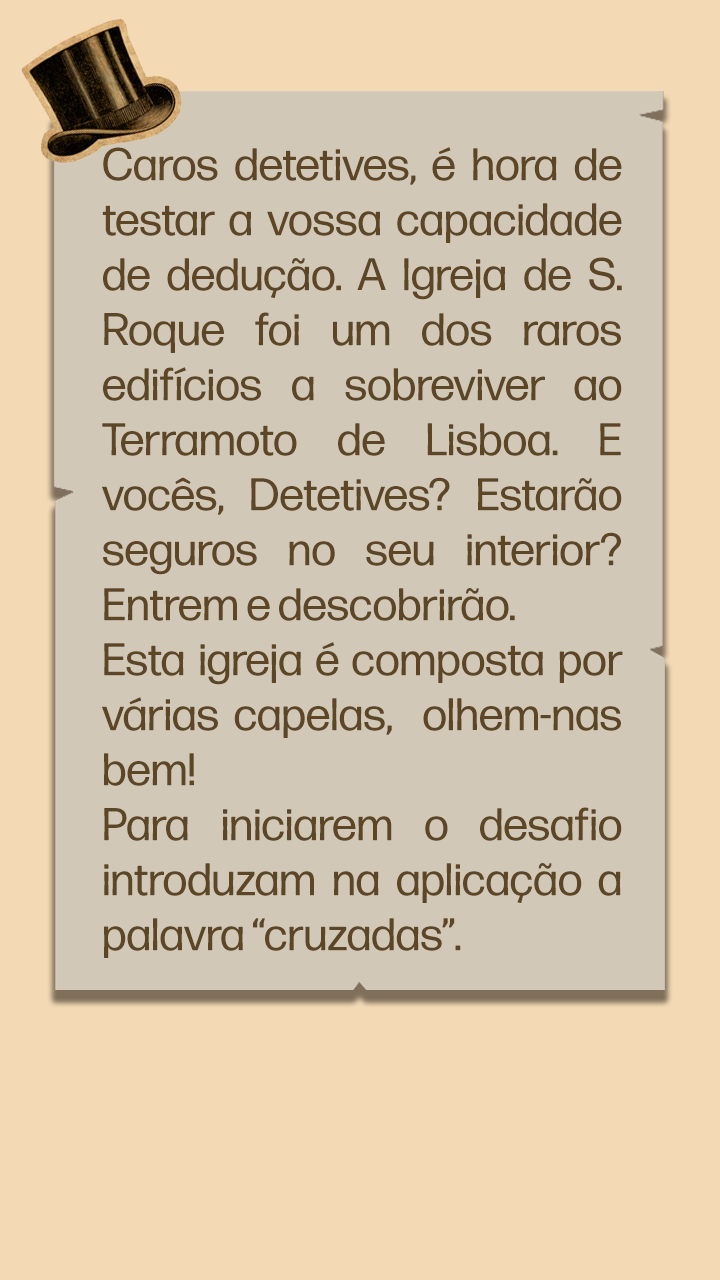 Caros detetives, é hora de
testar a vossa capacidade
de dedução. A Igreja de S.
Roque foi um dos raros
edifícios a sobreviver ao
Terramoto de Lisboa. E
vocês, Detetives? Estarão
seguros no seu interior?
Entrem e descobrirão.
Esta igreja é composta por
várias capelas, olhem-nas
bem!
Para iniciarem o desafio
introduzam na aplicação a
palavra “cruzadas”.